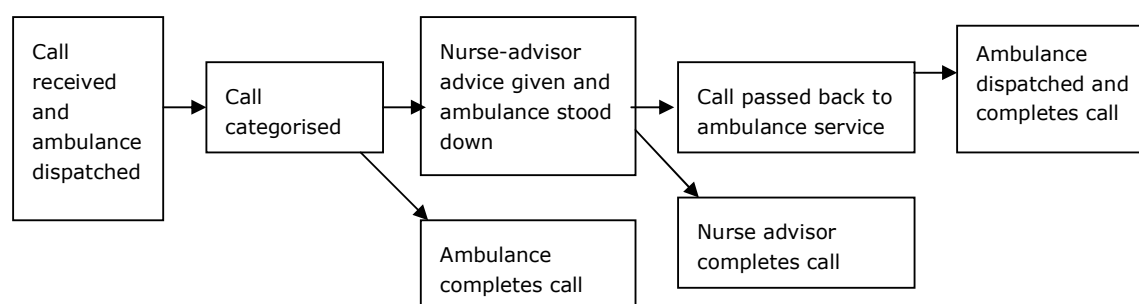 Call
received
and
ambulance
dispatched
Call
categorised
Nurse-advisor
advice given and
ambulance stood
down
Call passed back to
ambulance service
Ambulance
dispatched and
completes call
Ambulance
completes call
Nurse advisor
completes call